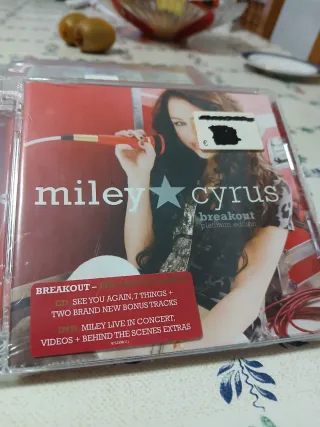 miley ★ cyrus
breakout
platinum edition
€
BREAKOUT –
CD: SEE YOU AGAIN, 7 THINGS +
TWO BRAND NEW BONUS TRACKS
DVD: MILEY LIVE IN CONCERT,
VIDEOS + BEHIND THE SCENES EXTRAS